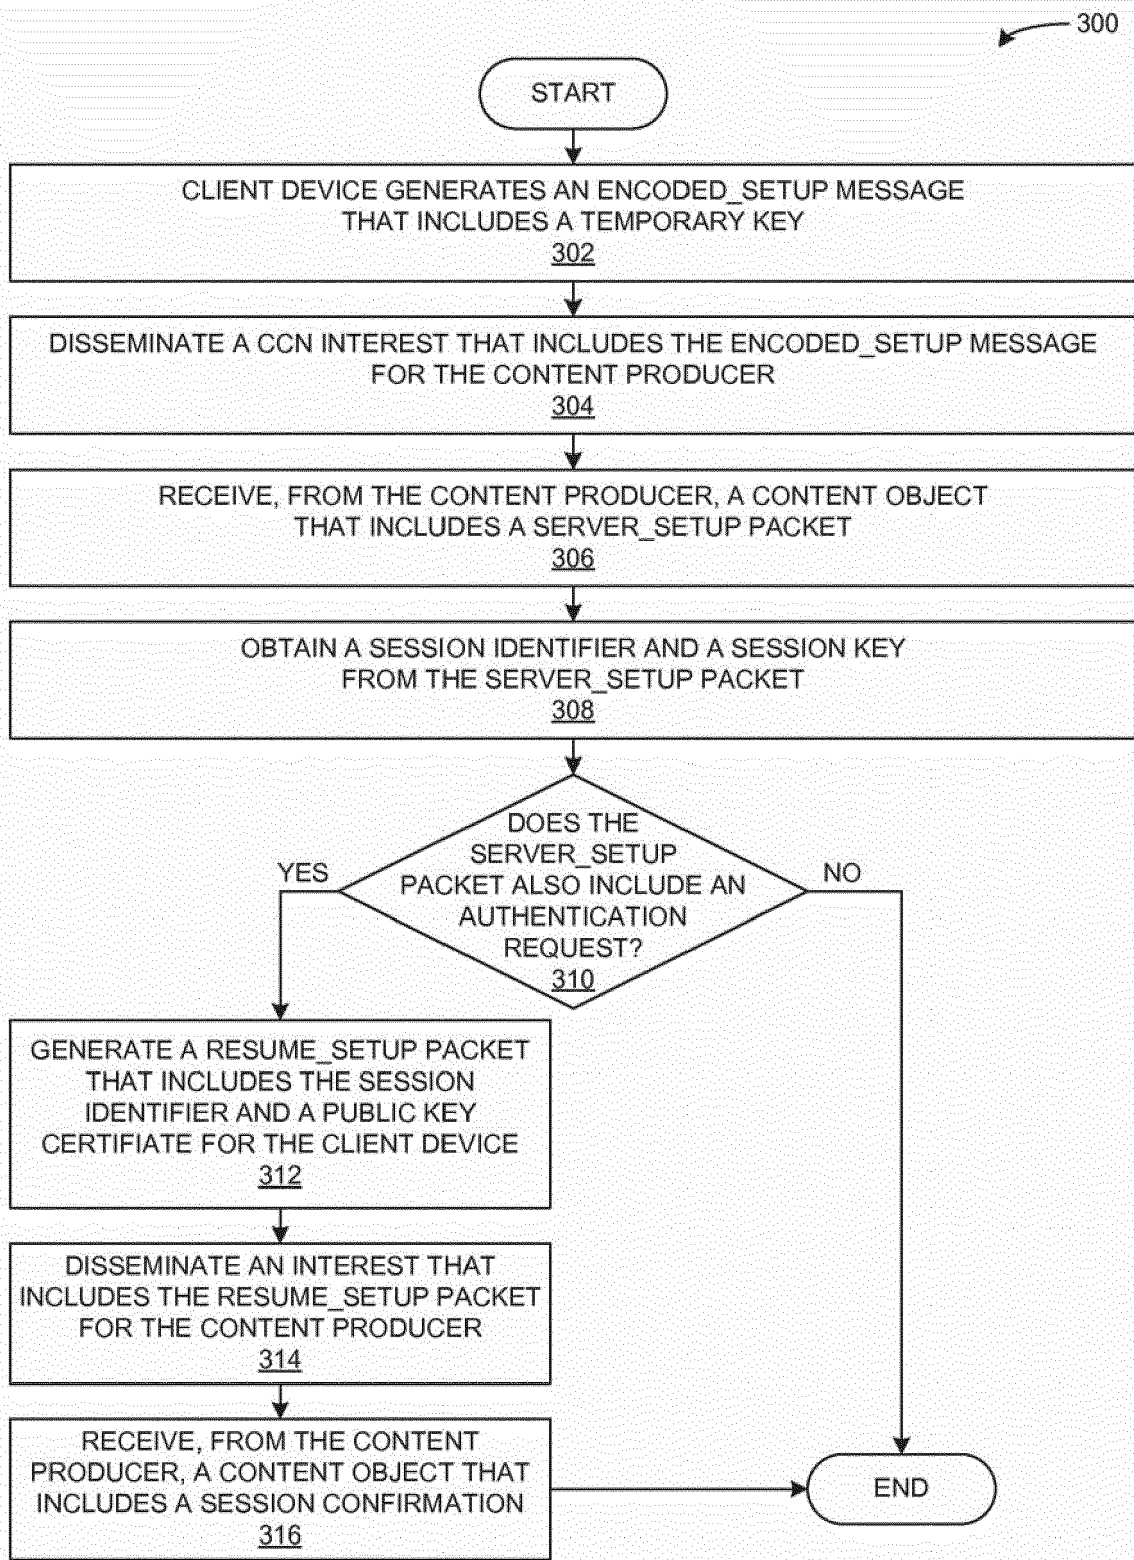 300
START
CLIENT DEVICE GENERATES AN ENCODED_SETUP MESSAGE
THAT INCLUDES A TEMPORARY KEY
302
DISSEMINATE A CCN INTEREST THAT INCLUDES THE ENCODED_SETUP MESSAGE
FOR THE CONTENT PRODUCER
304
RECEIVE, FROM THE CONTENT PRODUCER, A CONTENT OBJECT
THAT INCLUDES A SERVER_SETUP PACKET
306
OBTAIN A SESSION IDENTIFIER AND A SESSION KEY
FROM THE SERVER_SETUP PACKET
308
DOES THE
SERVER_SETUP
PACKET ALSO INCLUDE AN
AUTHENTICATION
REQUEST?
310
YES
NO
GENERATE A RESUME_SETUP PACKET
THAT INCLUDES THE SESSION
IDENTIFIER AND A PUBLIC KEY
CERTIFIATE FOR THE CLIENT DEVICE
312
DISSEMINATE AN INTEREST THAT
INCLUDES THE RESUME_SETUP PACKET
FOR THE CONTENT PRODUCER
314
RECEIVE, FROM THE CONTENT
PRODUCER, A CONTENT OBJECT THAT
INCLUDES A SESSION CONFIRMATION
316
END